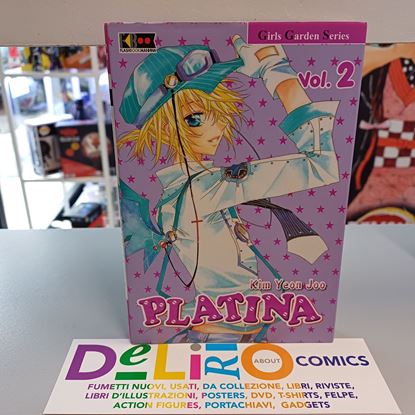 FLASHBOOKMANHWA
Girls Garden Series
Vol. 2
Kim Yeon Joo
PLATINA
DeLiRiO ABOUT COMICS
FUMETTI NUOVI, USATI, DA COLLEZIONE, LIBRI, RIVISTE,
LIBRI D'ILLUSTRAZIONI, POSTERS, DVD, T-SHIRTS, FELPE,
ACTION FIGURES, PORTACHIAVI, GADGETS